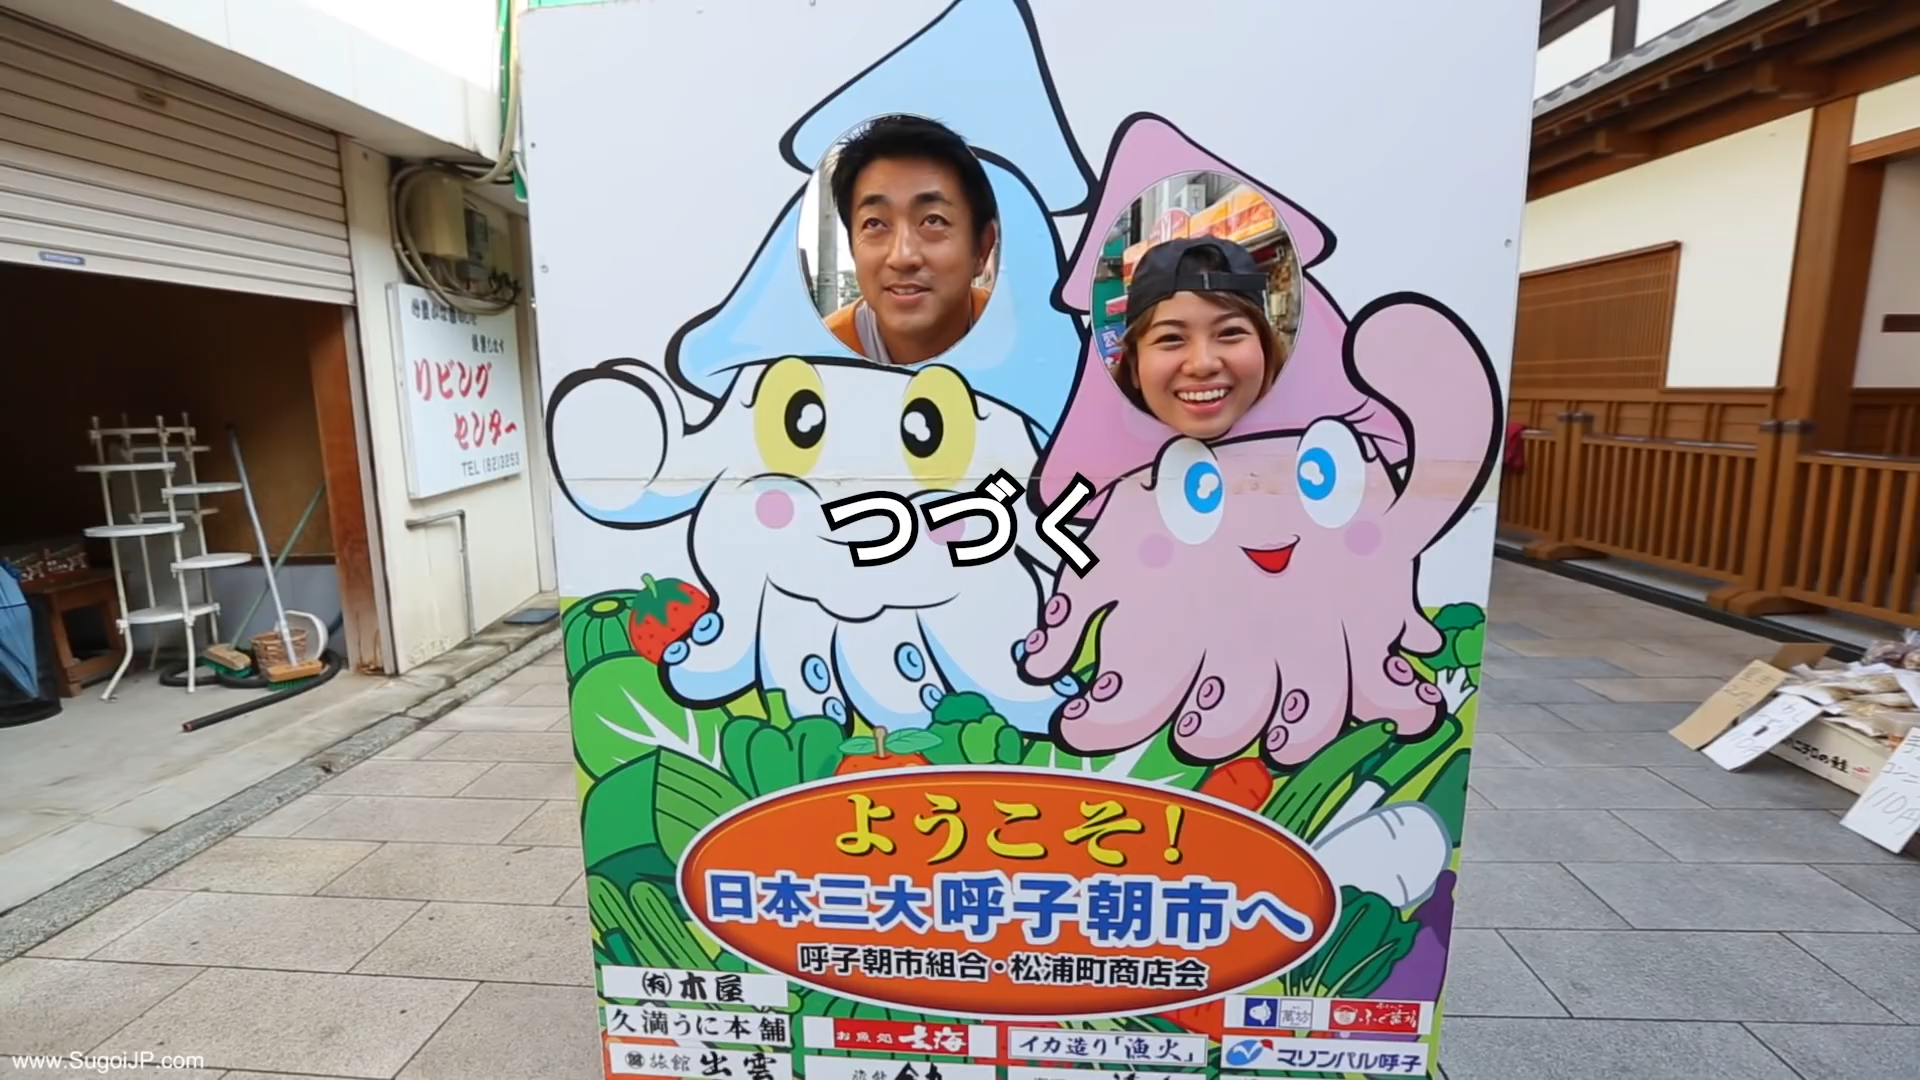 リビング
センター
TEL (82)3253
つづく
ようこそ!
日本三大呼子朝市へ
呼子朝市組合・松浦町商店会
㈲木屋
久満うに本舗
お魚処 玄海
イカ造り「漁火」
萬坊
旅館 出雲
マリンパル呼子
www.SugoiJP.com